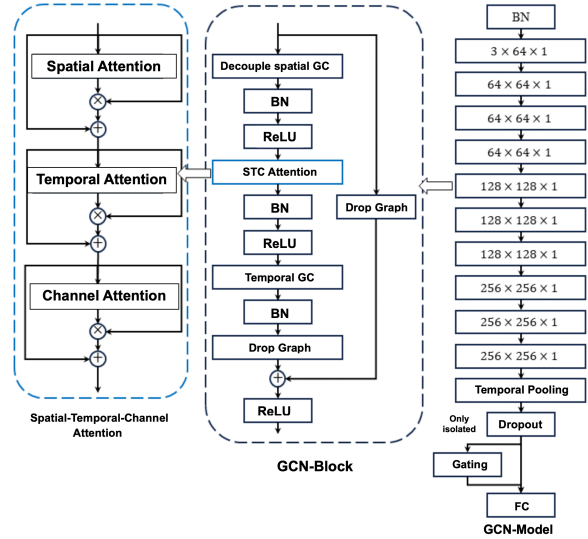 Spatial Attention
×
+
Temporal Attention
×
+
Channel Attention
×
+
Spatial-Temporal-Channel
Attention
Decouple spatial GC
BN
ReLU
STC Attention
BN
ReLU
Temporal GC
BN
Drop Graph
+
ReLU
Drop Graph
GCN-Block
BN
3 × 64 × 1
64 × 64 × 1
64 × 64 × 1
64 × 64 × 1
128 × 128 × 1
128 × 128 × 1
128 × 128 × 1
256 × 256 × 1
256 × 256 × 1
256 × 256 × 1
Temporal Pooling
Only
isolated
Dropout
Gating
FC
GCN-Model